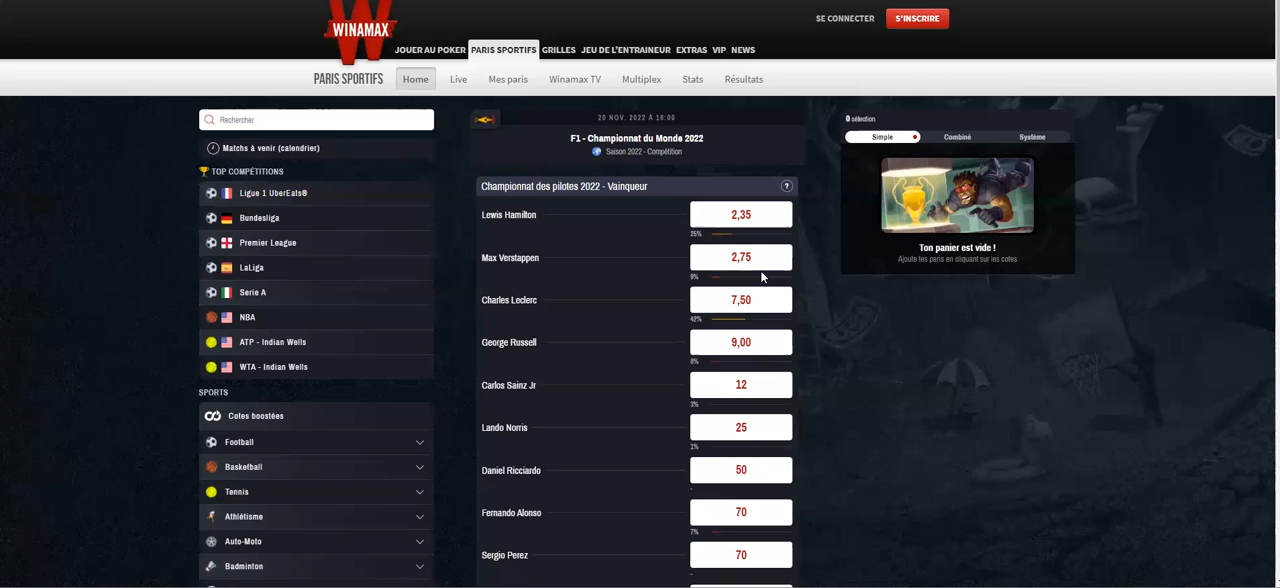 WINAMAX
SE CONNECTER
S'INSCRIRE
JOUER AU POKER
PARIS SPORTIFS
GRILLES
JEU DE L'ENTRAINEUR
EXTRAS
VIP
NEWS
PARIS SPORTIFS
Home
Live
Mes paris
Winamax TV
Multiplex
Stats
Résultats
Rechercher
Matchs à venir (calendrier)
TOP COMPÉTITIONS
Ligue 1 UberEats®
Bundesliga
Premier League
LaLiga
Serie A
NBA
ATP - Indian Wells
WTA - Indian Wells
SPORTS
Cotes boostées
Football
Basketball
Tennis
Athlétisme
Auto-Moto
Badminton
20 NOV. 2022 À 16:00
F1 - Championnat du Monde 2022
Saison 2022 - Compétition
Championnat des pilotes 2022 - Vainqueur
?
Lewis Hamilton
2,35
25%
Max Verstappen
2,75
9%
Charles Leclerc
7,50
42%
George Russell
9,00
8%
Carlos Sainz Jr
12
3%
Lando Norris
25
1%
Daniel Ricciardo
50
-
Fernando Alonso
70
7%
Sergio Perez
70
-
0 sélection
Simple
Combiné
Système
Ton panier est vide !
Ajoute tes paris en cliquant sur les cotes